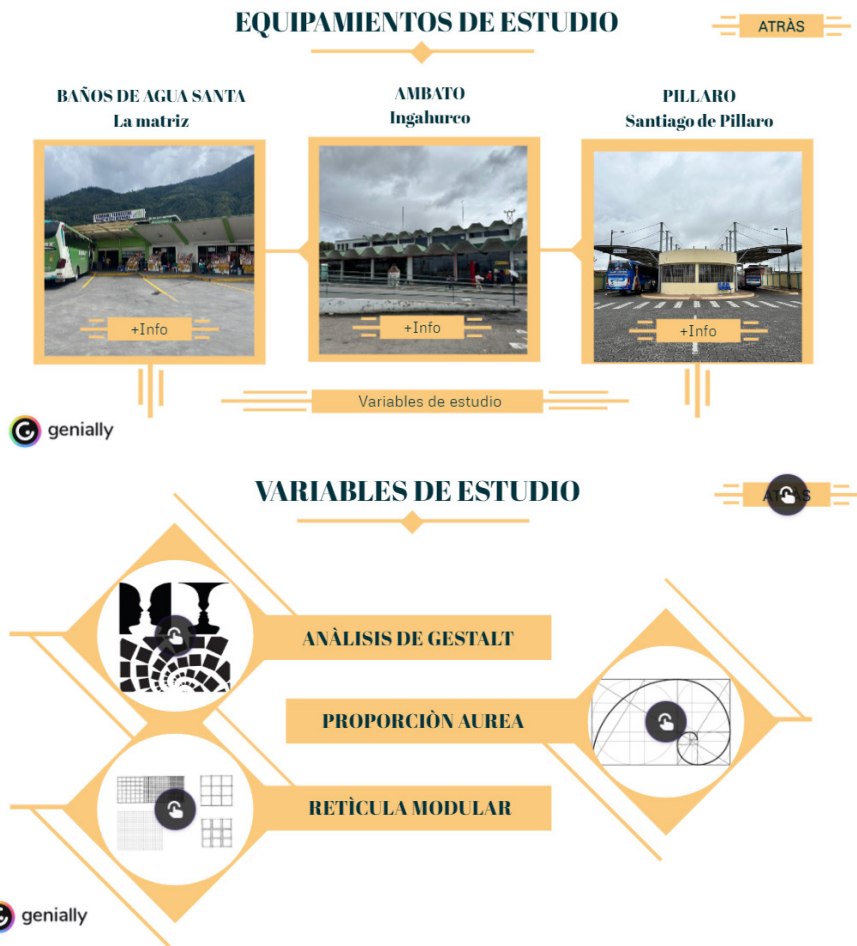 EQUIPAMIENTOS DE ESTUDIO
ATRÀS
BAÑOS DE AGUA SANTA
La matriz
AMBATO
Ingahurco
PILLARO
Santiago de Pillaro
+Info
+Info
+Info
Variables de estudio
genially
VARIABLES DE ESTUDIO
ATRÀS
ANÀLISIS DE GESTALT
PROPORCIÒN AUREA
RETÌCULA MODULAR
genially